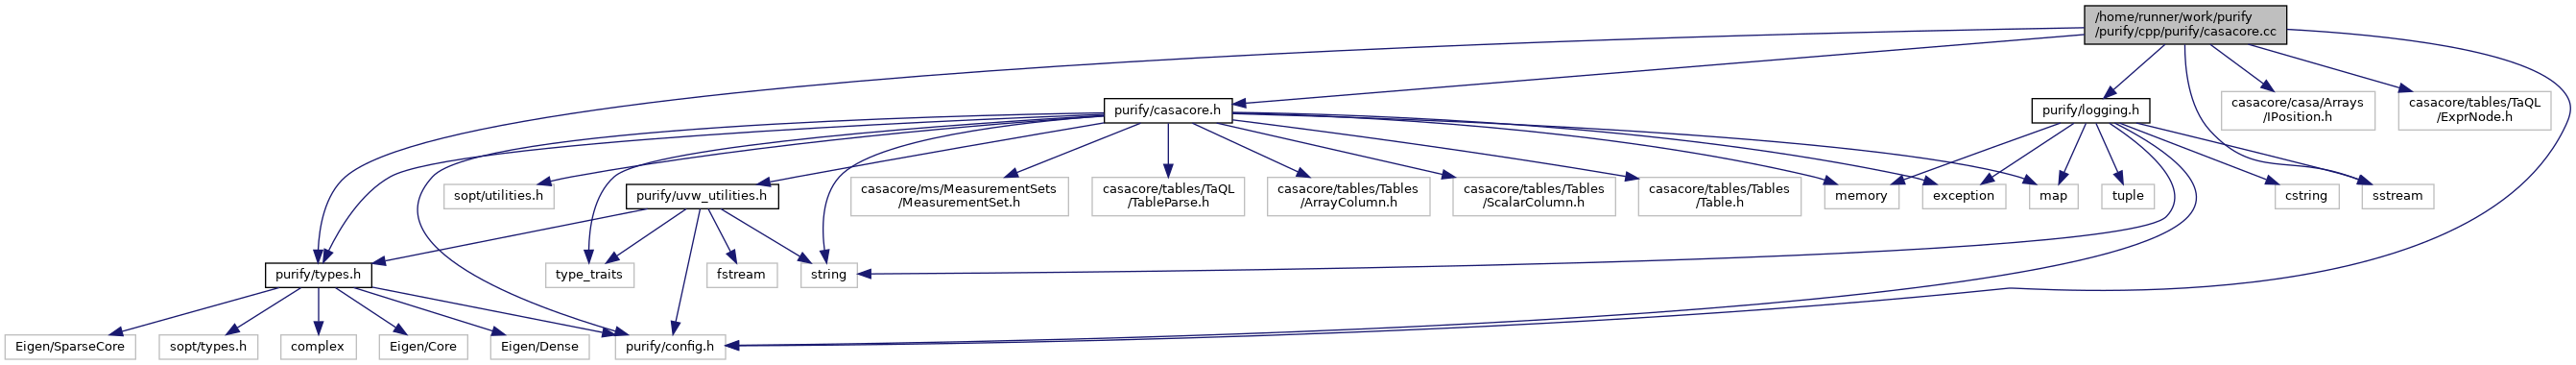 /home/runner/work/purify
/purify/cpp/purify/casacore.cc
purify/casacore.h
purify/logging.h
casacore/casa/Arrays
/IPosition.h
casacore/tables/TaQL
/ExprNode.h
sopt/utilities.h
purify/uvw_utilities.h
casacore/ms/MeasurementSets
/MeasurementSet.h
casacore/tables/TaQL
/TableParse.h
casacore/tables/Tables
/ArrayColumn.h
casacore/tables/Tables
/ScalarColumn.h
casacore/tables/Tables
/Table.h
memory
exception
map
tuple
cstring
sstream
purify/types.h
type_traits
fstream
string
Eigen/SparseCore
sopt/types.h
complex
Eigen/Core
Eigen/Dense
purify/config.h